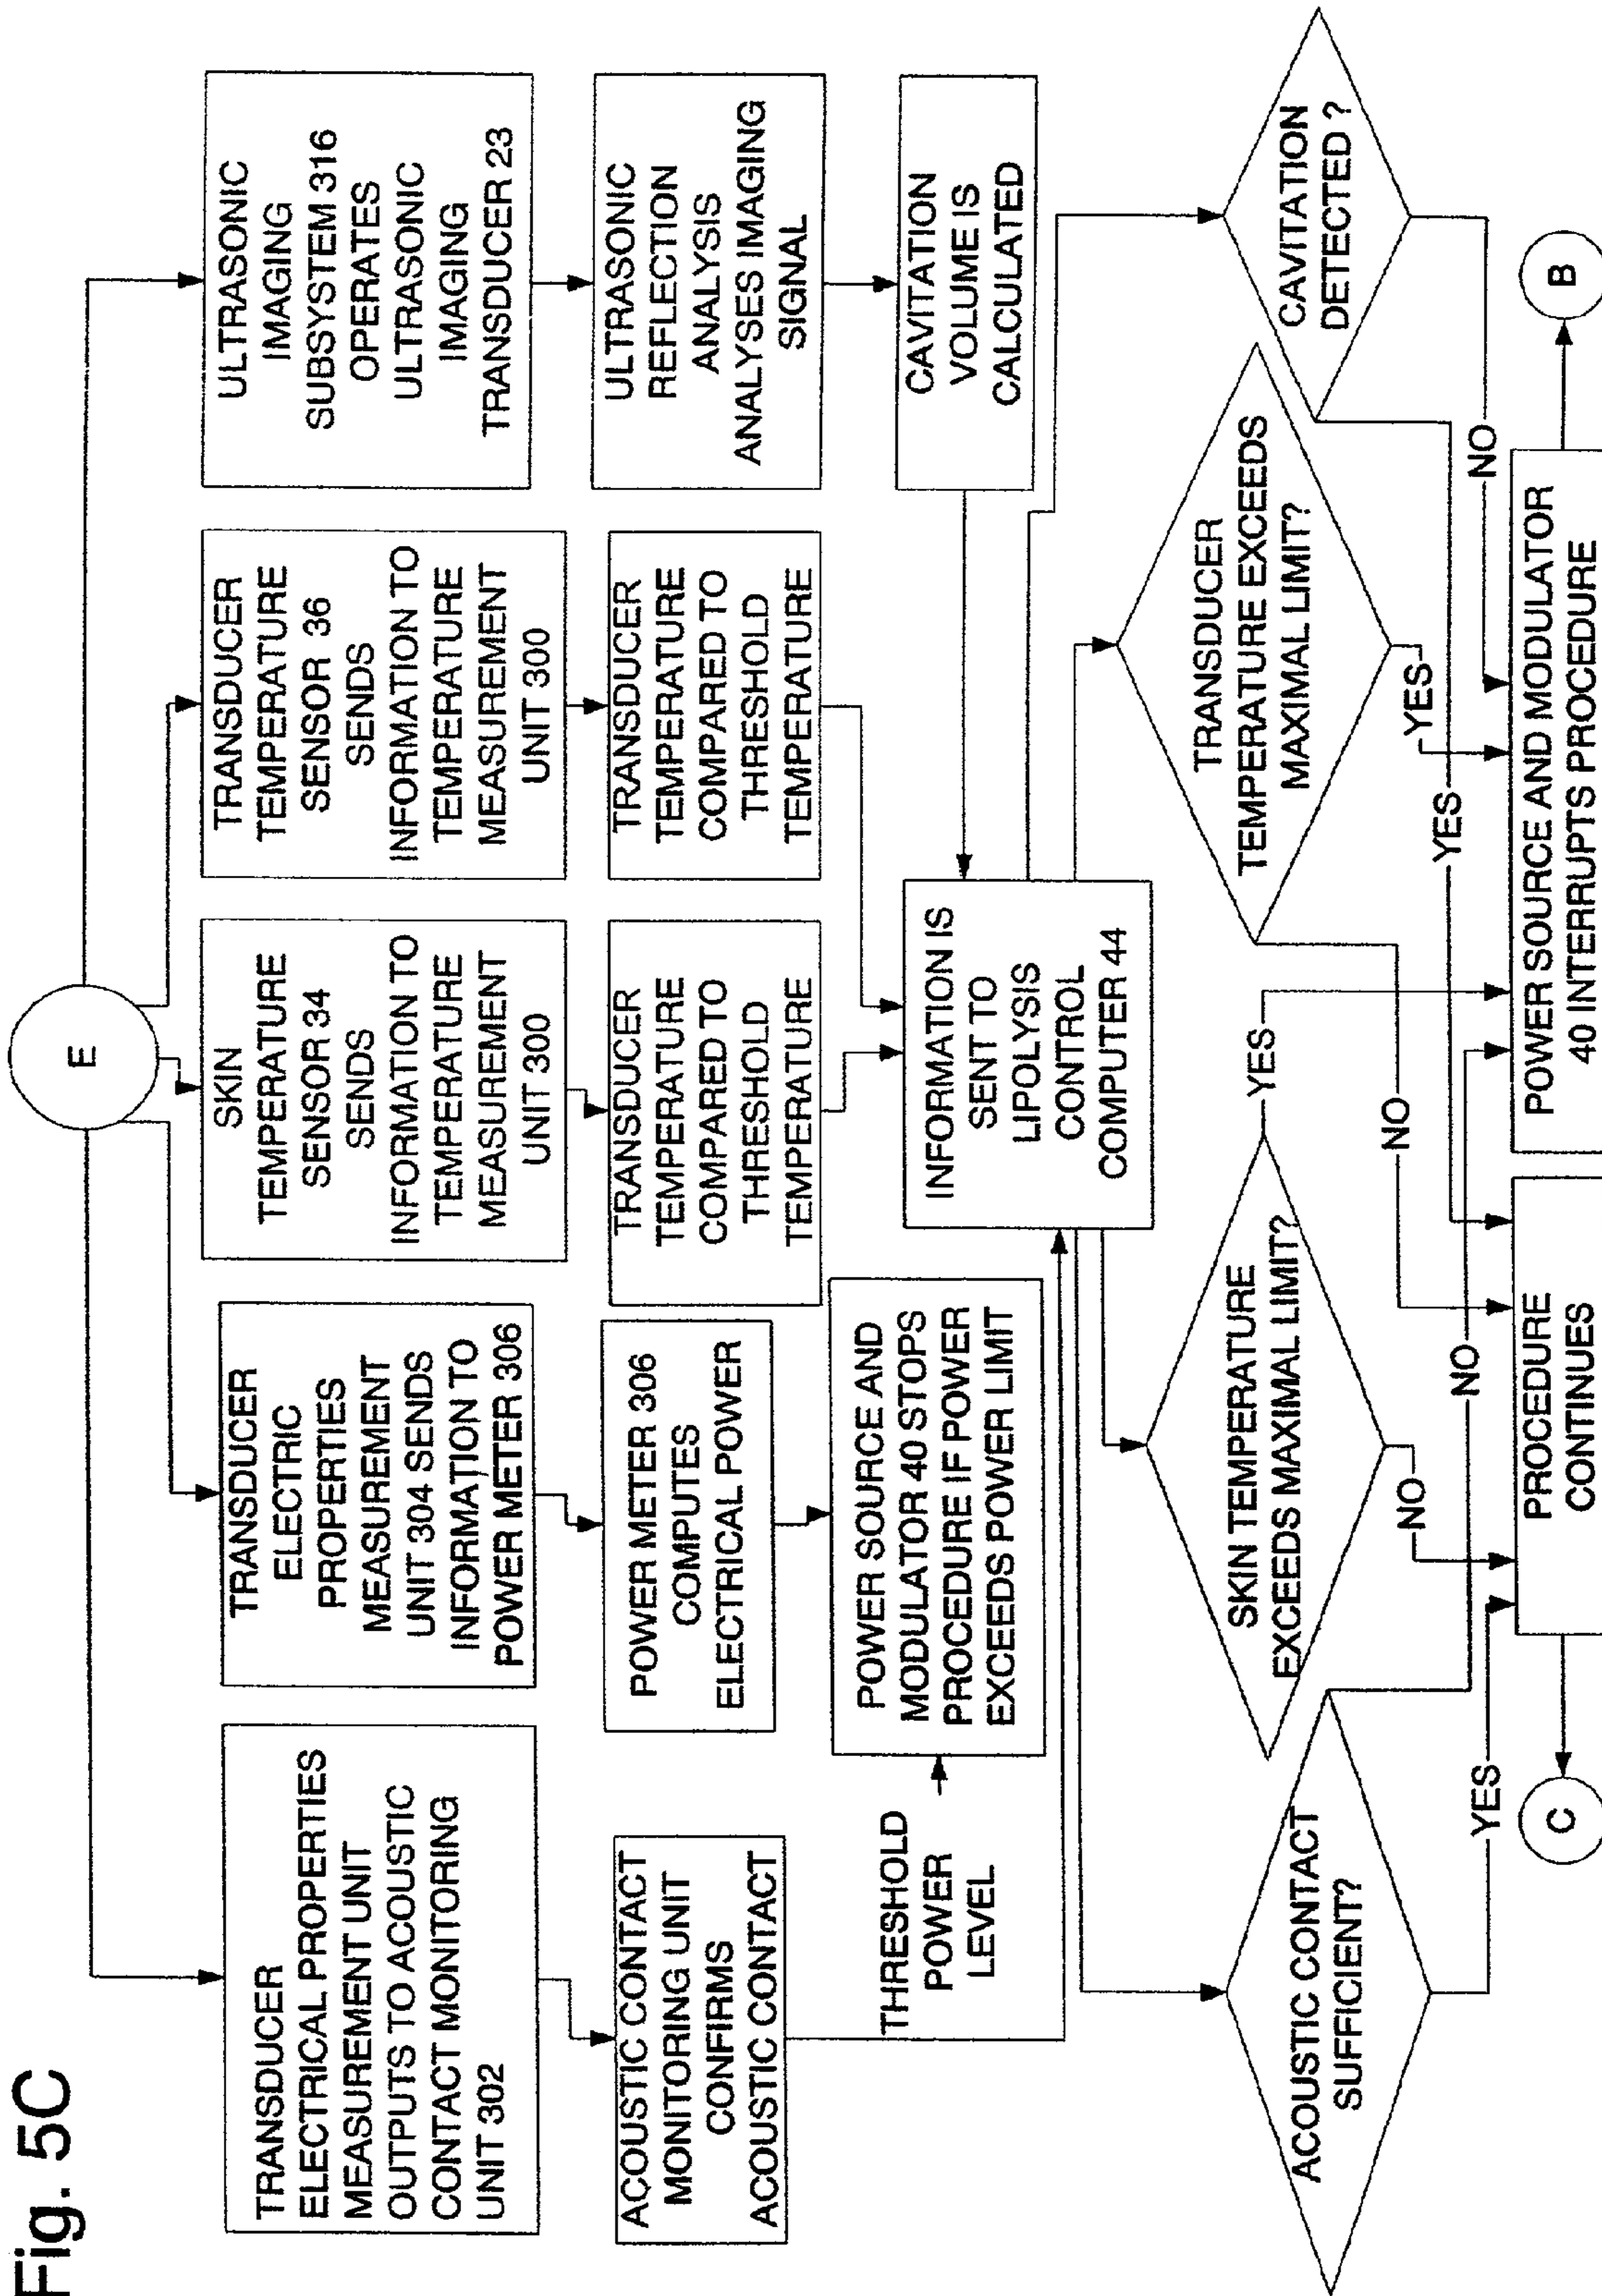 Fig. 5C
E
TRANSDUCER
ELECTRICAL PROPERTIES
MEASUREMENT UNIT
OUTPUTS TO ACOUSTIC
CONTACT MONITORING
UNIT 302
TRANSDUCER
ELECTRIC
PROPERTIES
MEASUREMENT
UNIT 304 SENDS
INFORMATION TO
POWER METER 306
SKIN
TEMPERATURE
SENSOR 34
SENDS
INFORMATION TO
TEMPERATURE
MEASUREMENT
UNIT 300
TRANSDUCER
TEMPERATURE
SENSOR 36
SENDS
INFORMATION TO
TEMPERATURE
MEASUREMENT
UNIT 300
ULTRASONIC
IMAGING
SUBSYSTEM 316
OPERATES
ULTRASONIC
IMAGING
TRANSDUCER 23
ACOUSTIC CONTACT
MONITORING UNIT
CONFIRMS
ACOUSTIC CONTACT
POWER METER 306
COMPUTES
ELECTRICAL POWER
TRANSDUCER
TEMPERATURE
COMPARED TO
THRESHOLD
TEMPERATURE
TRANSDUCER
TEMPERATURE
COMPARED TO
THRESHOLD
TEMPERATURE
ULTRASONIC
REFLECTION
ANALYSIS
ANALYSES IMAGING
SIGNAL
THRESHOLD
POWER
LEVEL
POWER SOURCE AND
MODULATOR 40 STOPS
PROCEDURE IF POWER
EXCEEDS POWER LIMIT
INFORMATION IS
SENT TO
LIPOLYSIS
CONTROL
COMPUTER 44
CAVITATION
VOLUME IS
CALCULATED
ACOUSTIC CONTACT
SUFFICIENT?
SKIN TEMPERATURE
EXCEEDS MAXIMAL LIMIT?
TRANSDUCER
TEMPERATURE EXCEEDS
MAXIMAL LIMIT?
CAVITATION
DETECTED ?
YES
NO
NO
YES
NO
YES
YES
NO
C
PROCEDURE
CONTINUES
POWER SOURCE AND MODULATOR
40 INTERRUPTS PROCEDURE
B